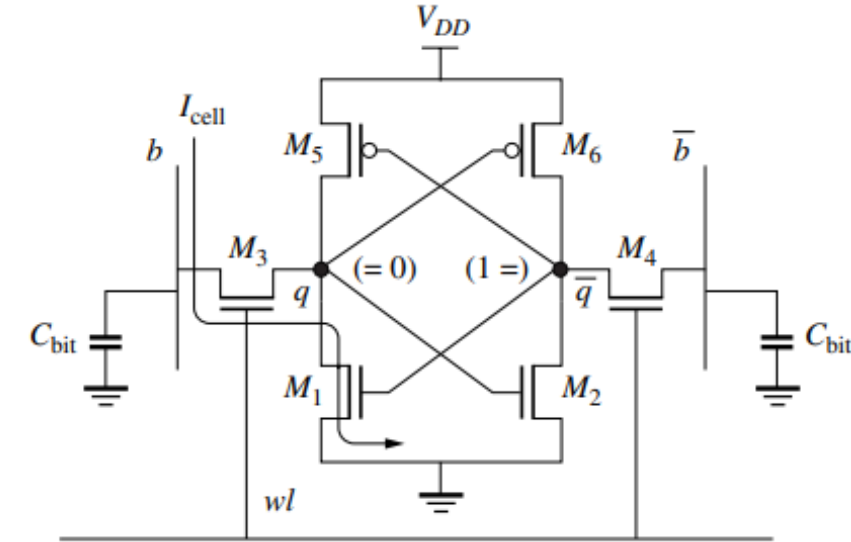 V_DD
I_cell
b
M_5
M_6
b̅
M_3
(= 0)
(1 =)
M_4
q
q̅
C_bit
C_bit
M_1
M_2
wl